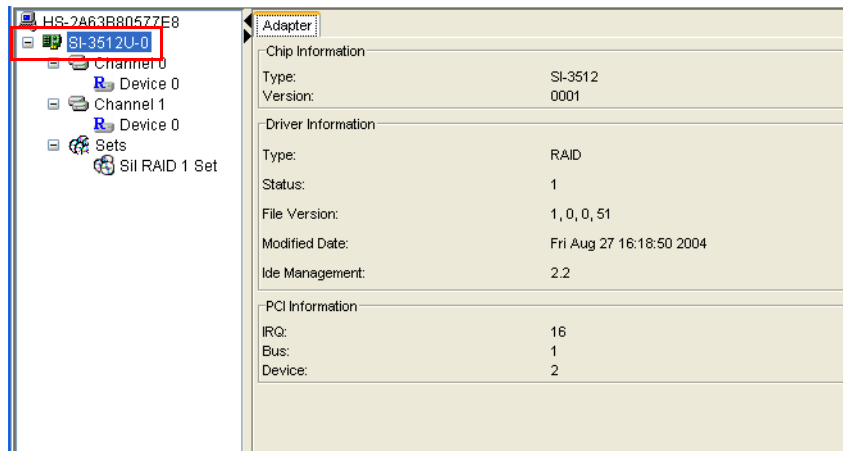 HS-2A63B80577E8
SI-3512U-0
Channel 0
Device 0
Channel 1
Device 0
Sets
Sil RAID 1 Set
Adapter
Chip Information
Type: SI-3512
Version: 0001
Driver Information
Type: RAID
Status: 1
File Version: 1, 0, 0, 51
Modified Date: Fri Aug 27 16:18:50 2004
Ide Management: 2.2
PCI Information
IRQ: 16
Bus: 1
Device: 2